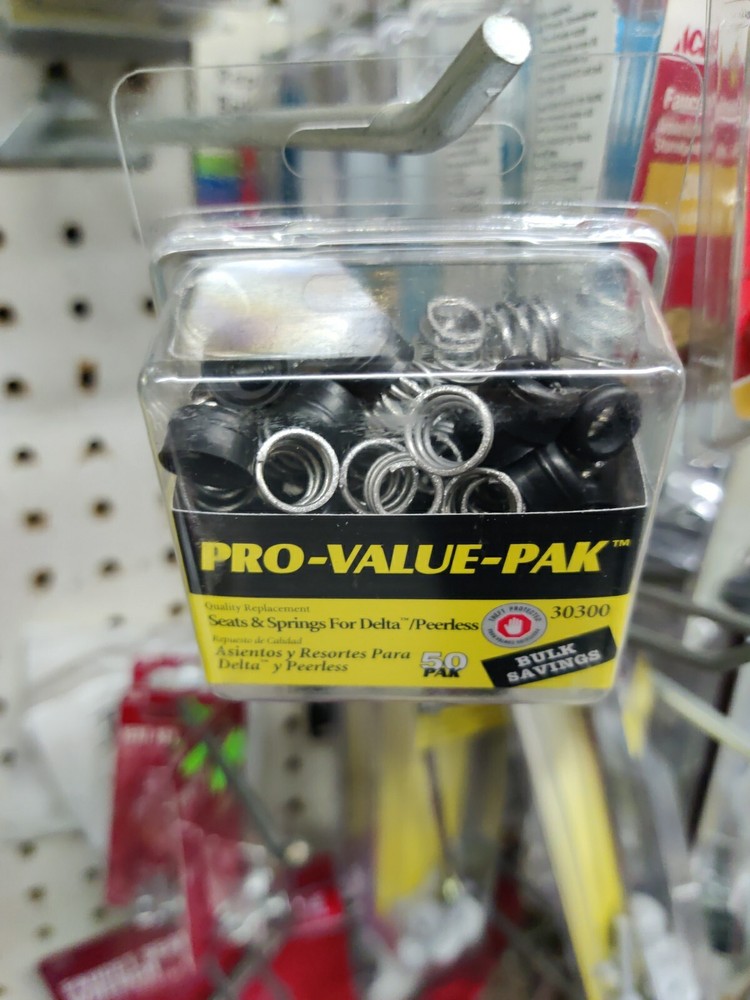 PRO-VALUE-PAK™
Quality Replacement
Seats & Springs For Delta™/Peerless
30300
Repuesto de Calidad
Asientos y Resortes Para
Delta™ y Peerless
50
PAK
BULK
SAVINGS